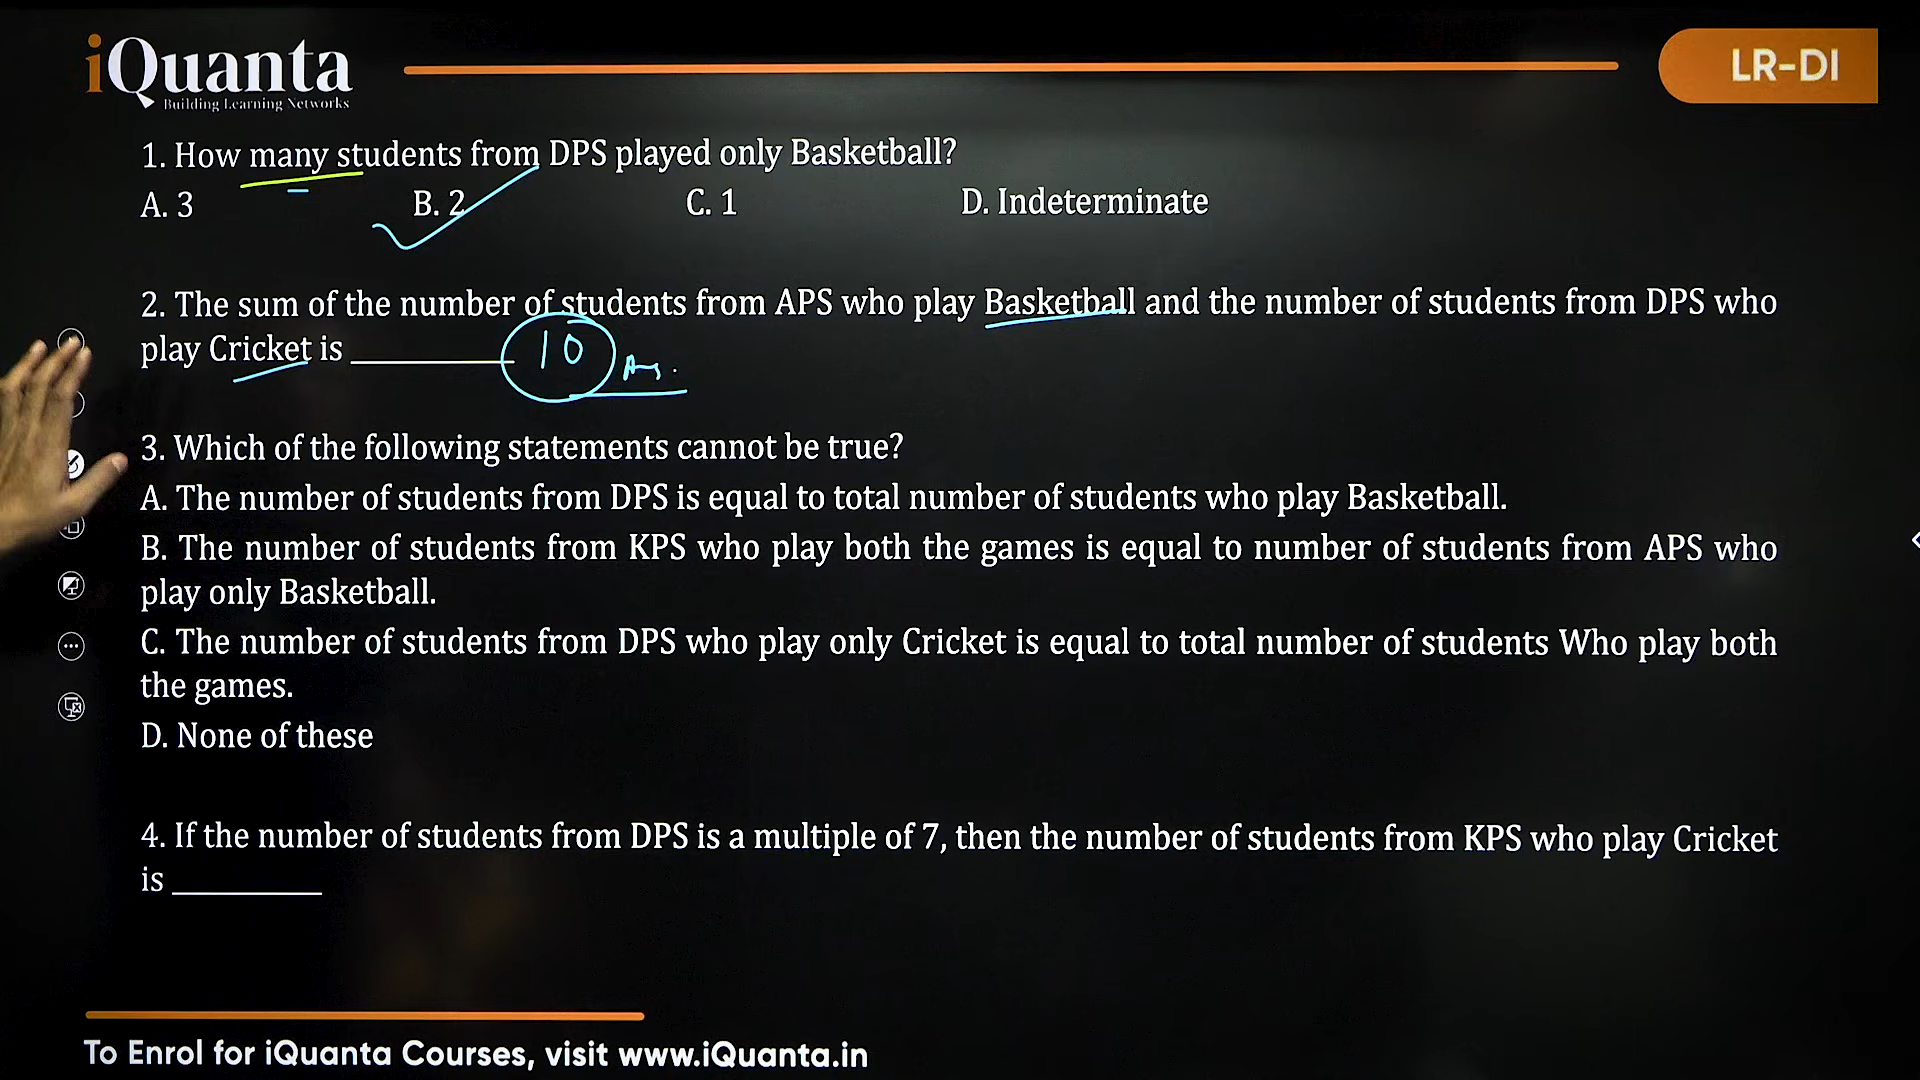 iQuanta
Building Learning Networks
LR-DI
1. How many students from DPS played only Basketball?
A. 3 B. 2 C. 1 D. Indeterminate
2. The sum of the number of students from APS who play Basketball and the number of students from DPS who
play Cricket is __________ 10 Ans.
3. Which of the following statements cannot be true?
A. The number of students from DPS is equal to total number of students who play Basketball.
B. The number of students from KPS who play both the games is equal to number of students from APS who
play only Basketball.
C. The number of students from DPS who play only Cricket is equal to total number of students Who play both
the games.
D. None of these
4. If the number of students from DPS is a multiple of 7, then the number of students from KPS who play Cricket
is __________
To Enrol for iQuanta Courses, visit www.iQuanta.in